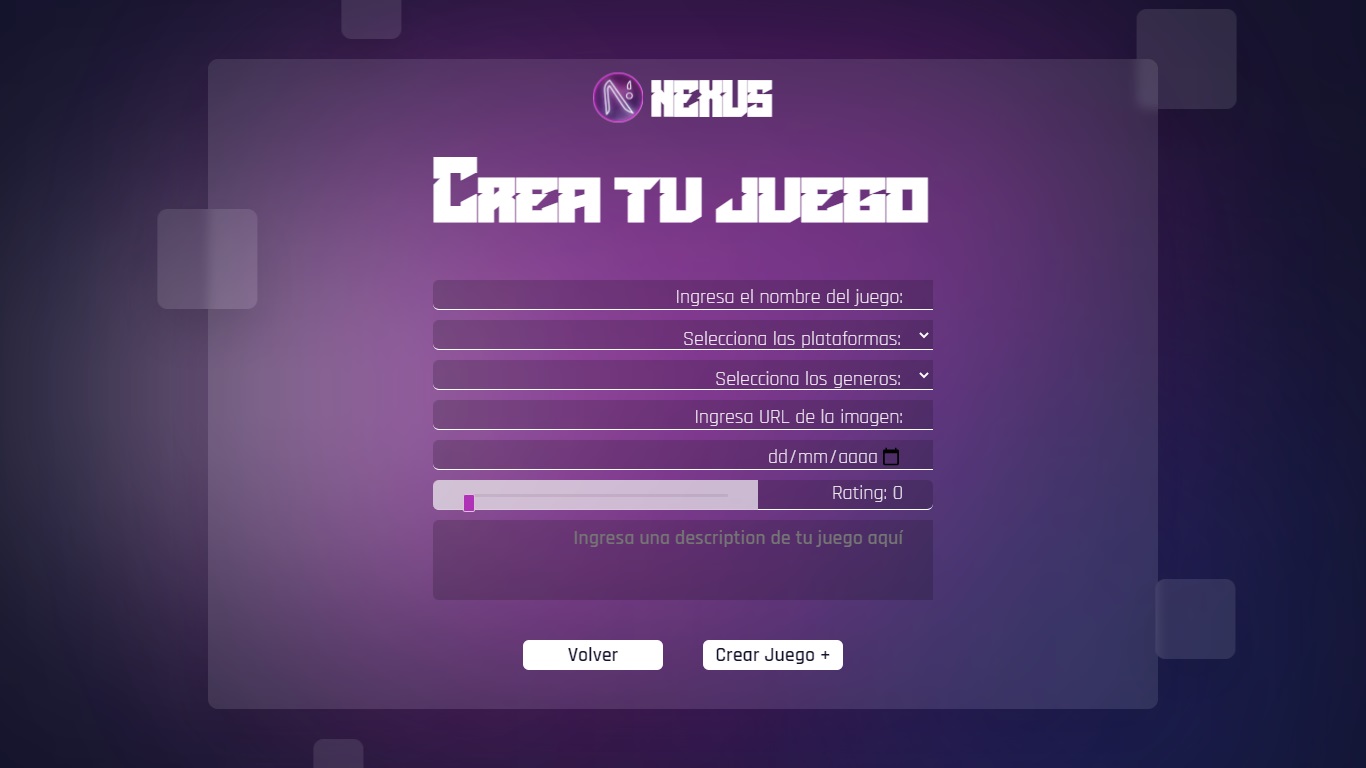 NEXUS
Crea tu juego
Ingresa el nombre del juego:
Selecciona las plataformas:
Selecciona los generos:
Ingresa URL de la imagen:
dd/mm/aaaa
Rating: 0
Ingresa una description de tu juego aquí
Volver
Crear Juego +